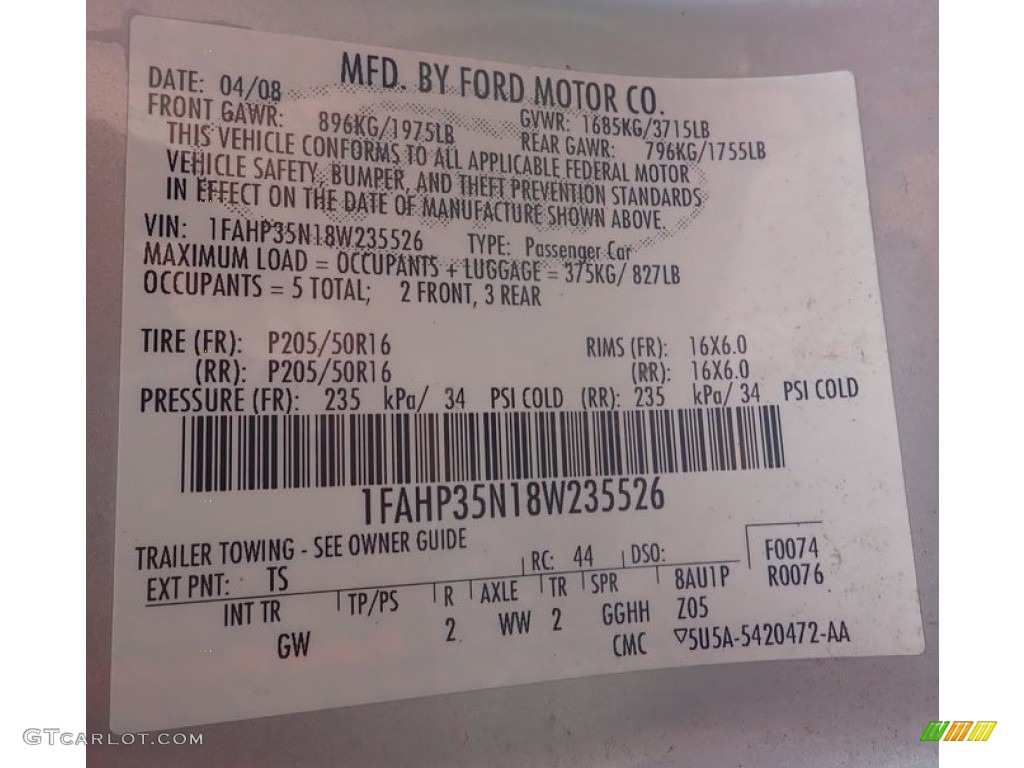 MFD. BY FORD MOTOR CO.
DATE: 04/08 GVWR: 1685KG/3715LB
FRONT GAWR: 896KG/1975LB REAR GAWR: 796KG/1755LB
THIS VEHICLE CONFORMS TO ALL APPLICABLE FEDERAL MOTOR
VEHICLE SAFETY, BUMPER, AND THEFT PREVENTION STANDARDS
IN EFFECT ON THE DATE OF MANUFACTURE SHOWN ABOVE.
VIN: 1FAHP35N18W235526 TYPE: Passenger Car
MAXIMUM LOAD = OCCUPANTS + LUGGAGE = 375KG/ 827LB
OCCUPANTS = 5 TOTAL; 2 FRONT, 3 REAR
TIRE (FR): P205/50R16 RIMS (FR): 16X6.0
(RR): P205/50R16 (RR): 16X6.0
PRESSURE (FR): 235 kPa/ 34 PSI COLD (RR): 235 kPa/ 34 PSI COLD
1FAHP35N18W235526
TRAILER TOWING - SEE OWNER GUIDE F0074
EXT PNT: TS RC: 44 DSO: R0076
INT TR TP/PS R AXLE TR SPR 8AU1P
GW 2 WW 2 GGHH Z05
CMC ▽5U5A-5420472-AA
GTCARLOT.COM